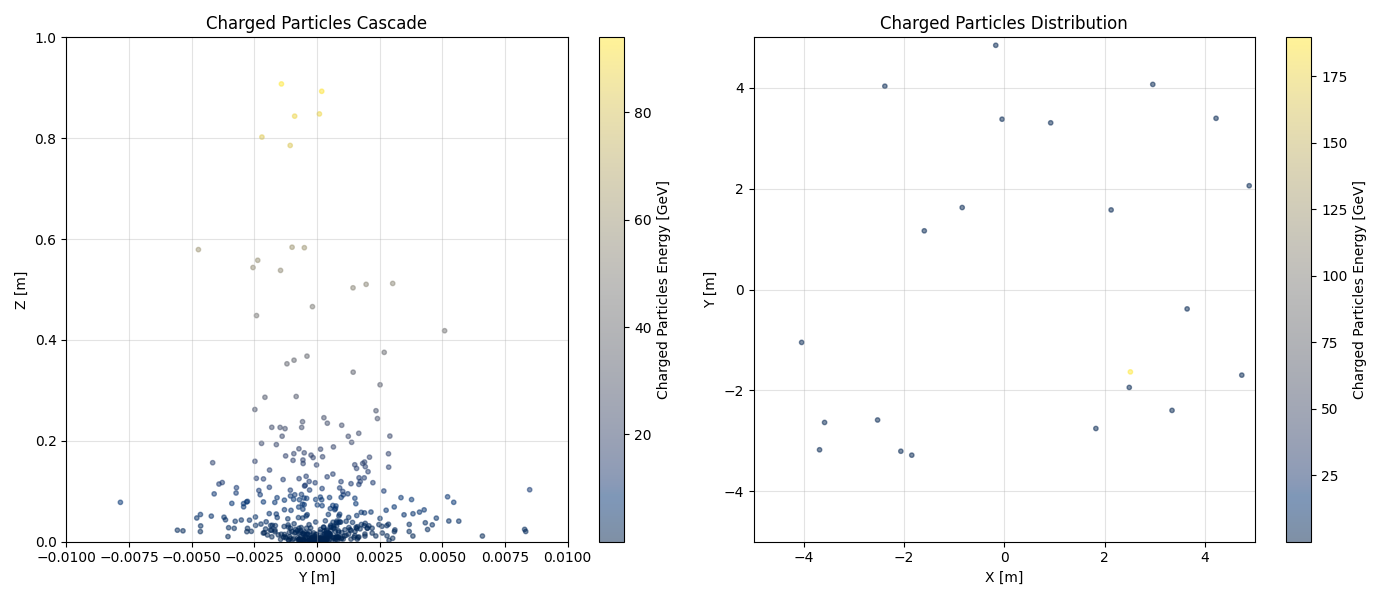 Charged Particles Cascade
1.0
0.8
0.6
0.4
0.2
0.0
Z [m]
−0.0100 −0.0075 −0.0050 −0.0025 0.0000 0.0025 0.0050 0.0075 0.0100
Y [m]
80
60
40
20
Charged Particles Energy [GeV]
Charged Particles Distribution
4
2
0
−2
−4
Y [m]
−4 −2 0 2 4
X [m]
175
150
125
100
75
50
25
Charged Particles Energy [GeV]